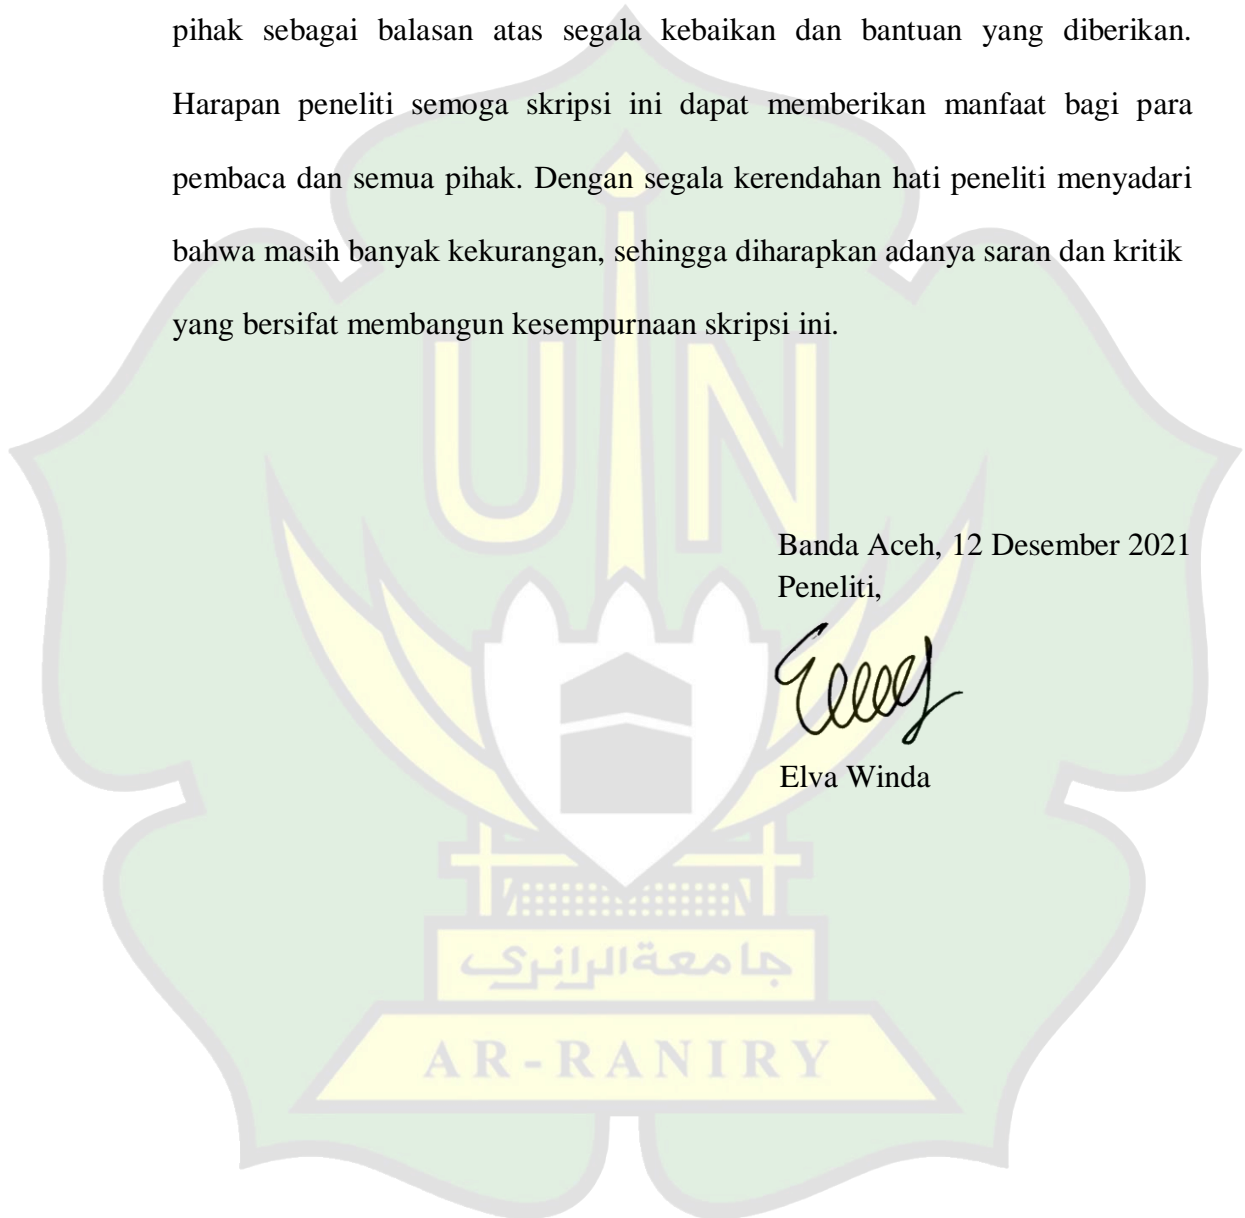 pihak sebagai balasan atas segala kebaikan dan bantuan yang diberikan.
Harapan peneliti semoga skripsi ini dapat memberikan manfaat bagi para
pembaca dan semua pihak. Dengan segala kerendahan hati peneliti menyadari
bahwa masih banyak kekurangan, sehingga diharapkan adanya saran dan kritik
yang bersifat membangun kesempurnaan skripsi ini.
UIN
Banda Aceh, 12 Desember 2021
Peneliti,
Elva Winda
جامعة الرانري
AR-RANIRY